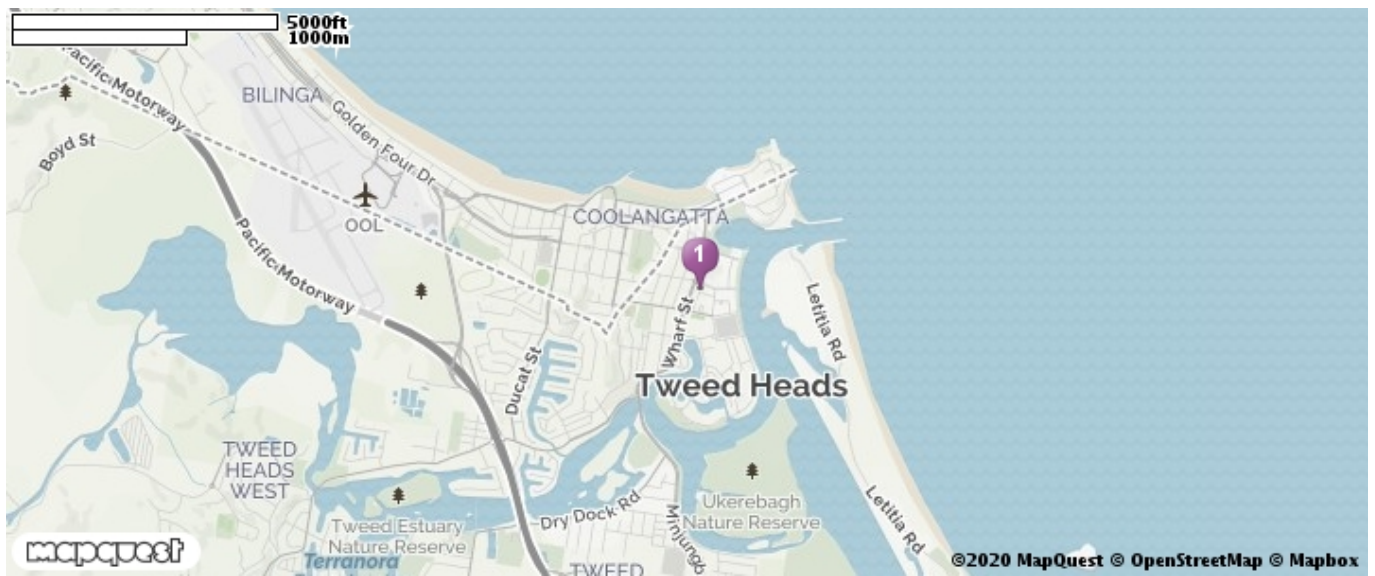 5000ft
1000m
Pacific Motorway
BILINGA
Golden Four Dr
Boyd St
OOL
COOLANGATTA
Pacific Motorway
1
Letitia Rd
Wharf St
Ducat St
Tweed Heads
TWEED
HEADS
WEST
Letitia Rd
Ukerebagh
Nature Reserve
Dry Dock Rd
Minjungb
Tweed Estuary
Nature Reserve
mapquest
Terranora
©2020 MapQuest © OpenStreetMap © Mapbox
TWEED